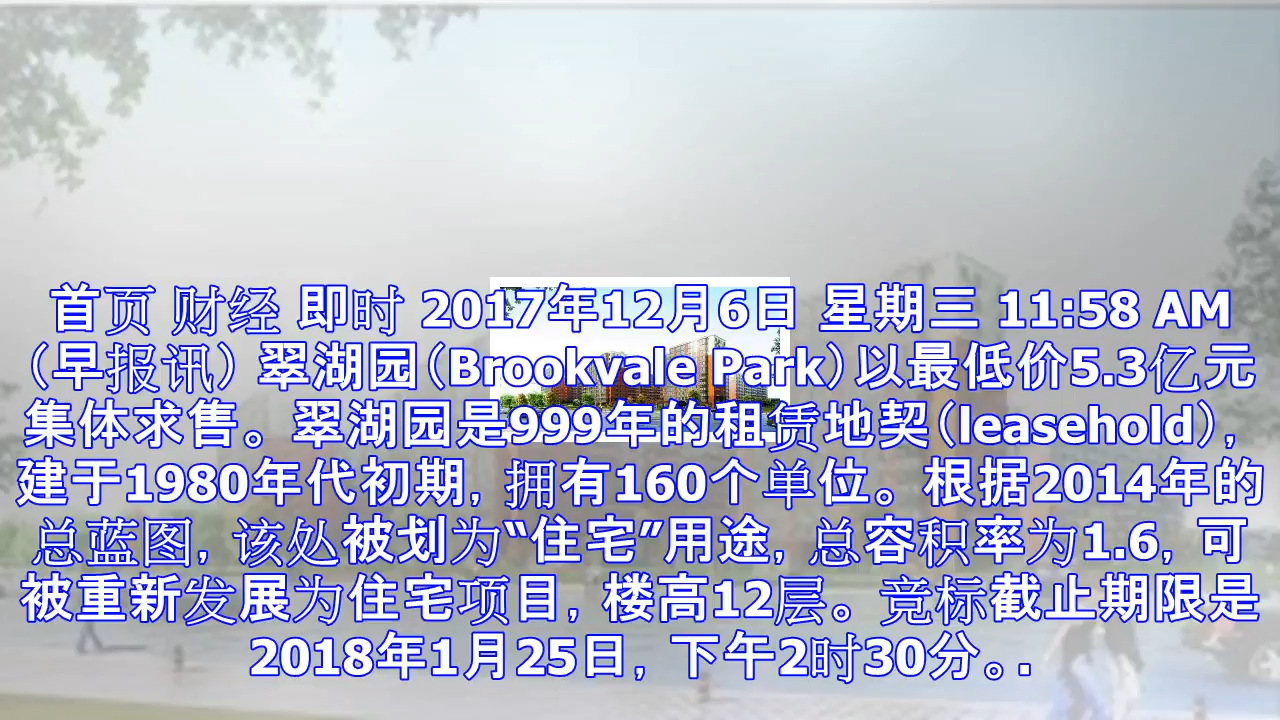 首页 财经 即时 2017年12月6日 星期三 11:58 AM
（早报讯）翠湖园（Brookvale Park）以最低价5.3亿元
集体求售。翠湖园是999年的租赁地契（leasehold），
建于1980年代初期，拥有160个单位。根据2014年的
总蓝图，该处被划为“住宅”用途，总容积率为1.6，可
被重新发展为住宅项目，楼高12层。竞标截止期限是
2018年1月25日，下午2时30分。.